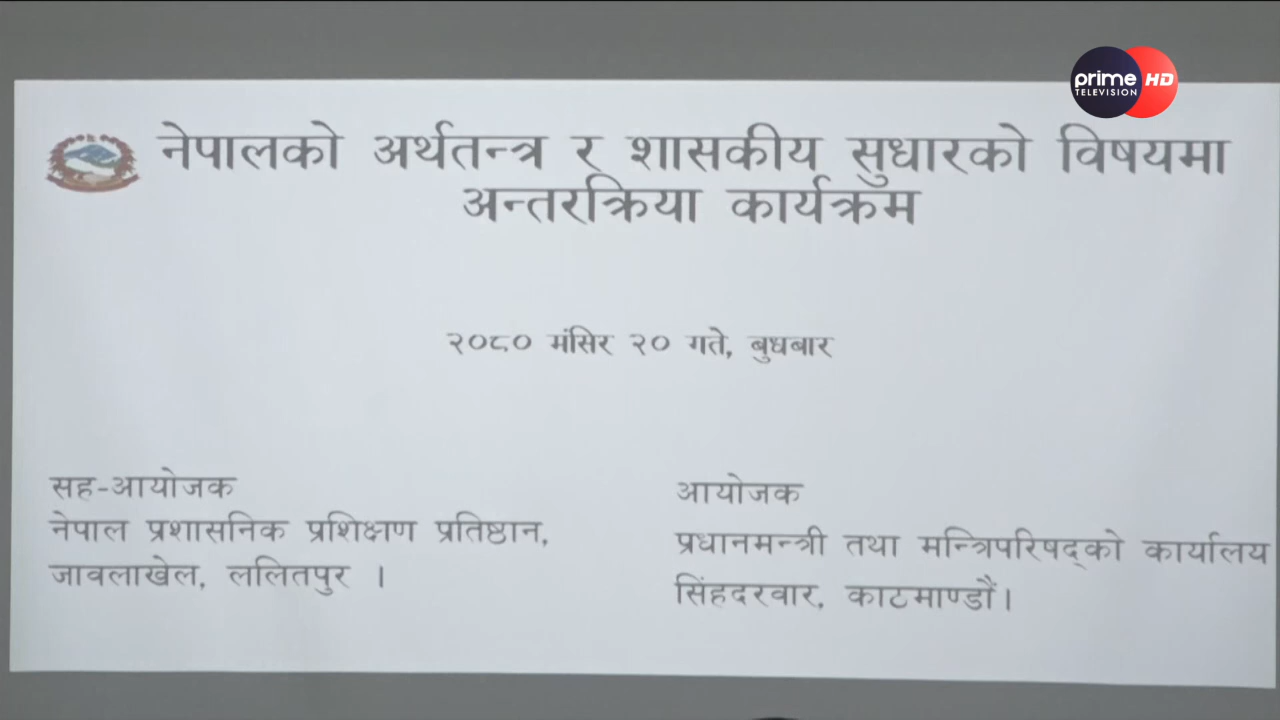 prime HD
TELEVISION
नेपालको अर्थतन्त्र र शासकीय सुधारको विषयमा
अन्तरक्रिया कार्यक्रम
२०८० मंसिर २० गते, बुधबार
सह-आयोजक
नेपाल प्रशासनिक प्रशिक्षण प्रतिष्ठान,
जावलाखेल, ललितपुर ।
आयोजक
प्रधानमन्त्री तथा मन्त्रिपरिषद्को कार्यालय
सिंहदरवार, काठमाण्डौं।